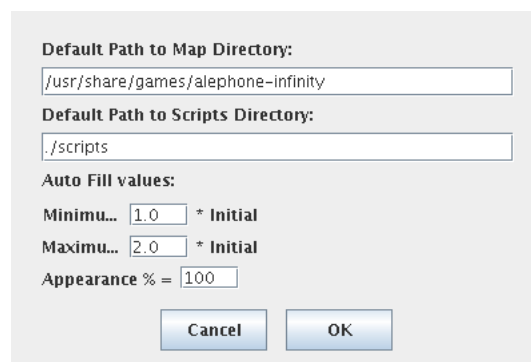 Default Path to Map Directory:
/usr/share/games/alephone-infinity
Default Path to Scripts Directory:
./scripts
Auto Fill values:
Minimu... 1.0 * Initial
Maximu... 2.0 * Initial
Appearance % = 100
Cancel OK